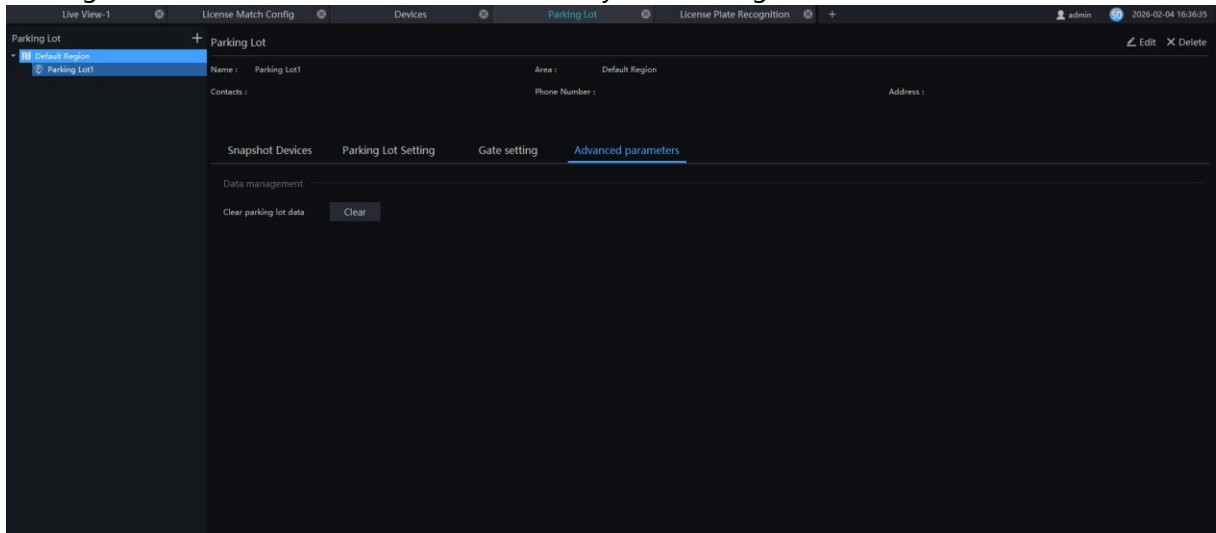 Live View-1 License Match Config Devices Parking Lot License Plate Recognition + admin 50 2026-02-04 16:36:35
Parking Lot +
Default Region
Parking Lot1
Parking Lot Edit Delete
Name : Parking Lot1 Area : Default Region
Contacts : Phone Number : Address :
Snapshot Devices Parking Lot Setting Gate setting Advanced parameters
Data management
Clear parking lot data Clear